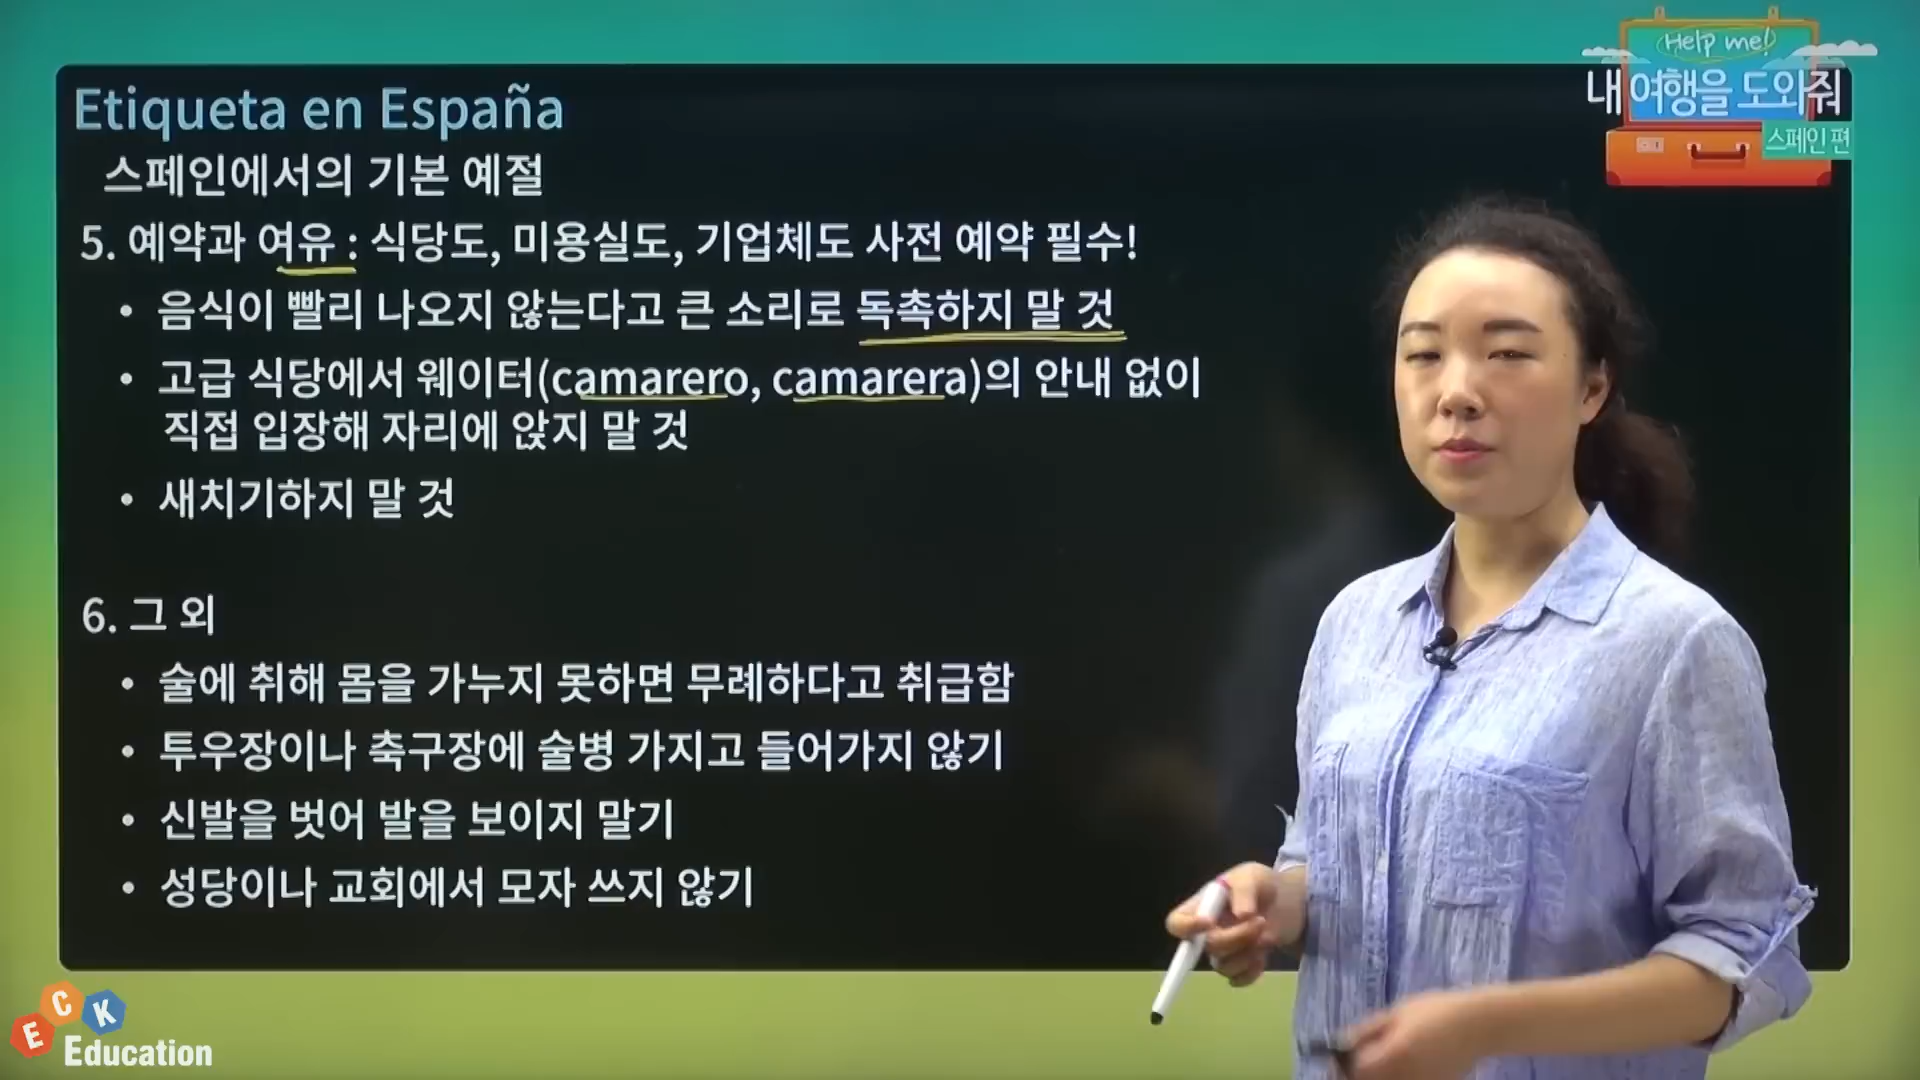 Etiqueta en España
스페인에서의 기본 예절
5. 예약과 여유 : 식당도, 미용실도, 기업체도 사전 예약 필수!
• 음식이 빨리 나오지 않는다고 큰 소리로 독촉하지 말 것
• 고급 식당에서 웨이터(camarero, camarera)의 안내 없이
직접 입장해 자리에 앉지 말 것
• 새치기하지 말 것
6. 그 외
• 술에 취해 몸을 가누지 못하면 무례하다고 취급함
• 투우장이나 축구장에 술병 가지고 들어가지 않기
• 신발을 벗어 발을 보이지 말기
• 성당이나 교회에서 모자 쓰지 않기
Help me!
내 여행을 도와줘
스페인 편
ECK
Education